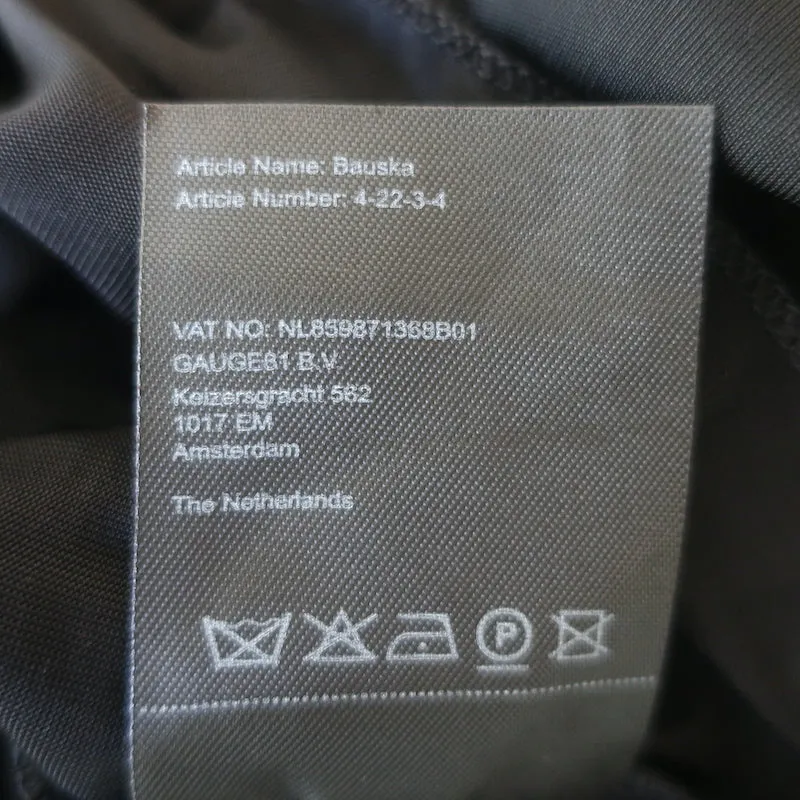 Article Name: Bauska
Article Number: 4-22-3-4
VAT NO: NL859871368B01
GAUGE81 B.V
Keizersgracht 562
1017 EM
Amsterdam
The Netherlands
P